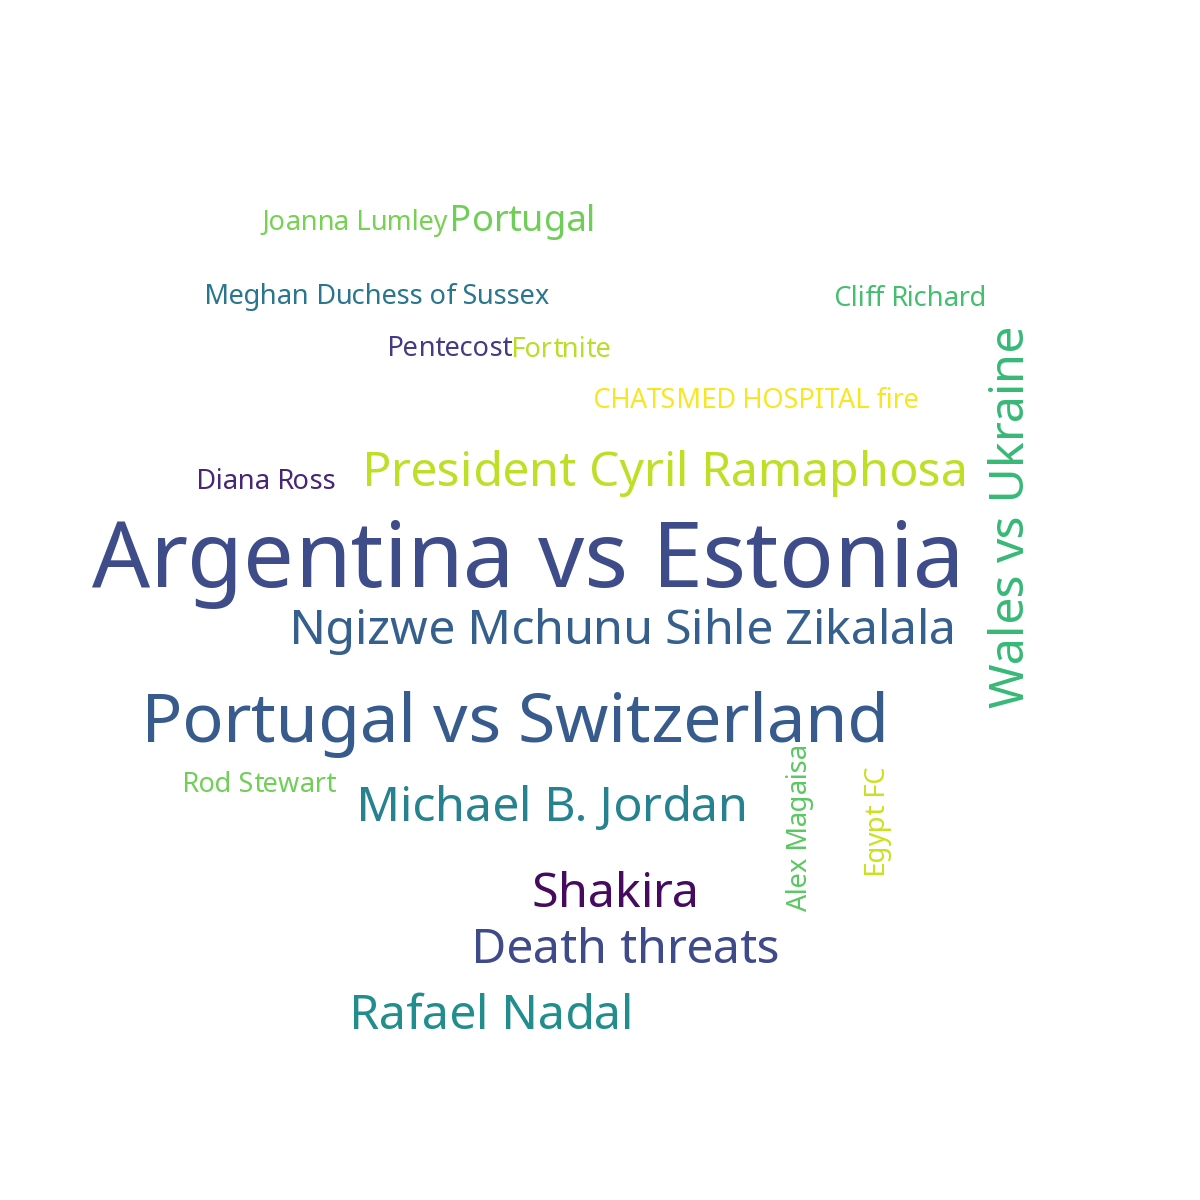 Joanna Lumley
Portugal
Meghan Duchess of Sussex
Cliff Richard
Pentecost
Fortnite
CHATSMED HOSPITAL fire
Wales vs Ukraine
President Cyril Ramaphosa
Diana Ross
Argentina vs Estonia
Ngizwe Mchunu Sihle Zikalala
Portugal vs Switzerland
Rod Stewart
Michael B. Jordan
Alex Magaisa
Egypt FC
Shakira
Death threats
Rafael Nadal